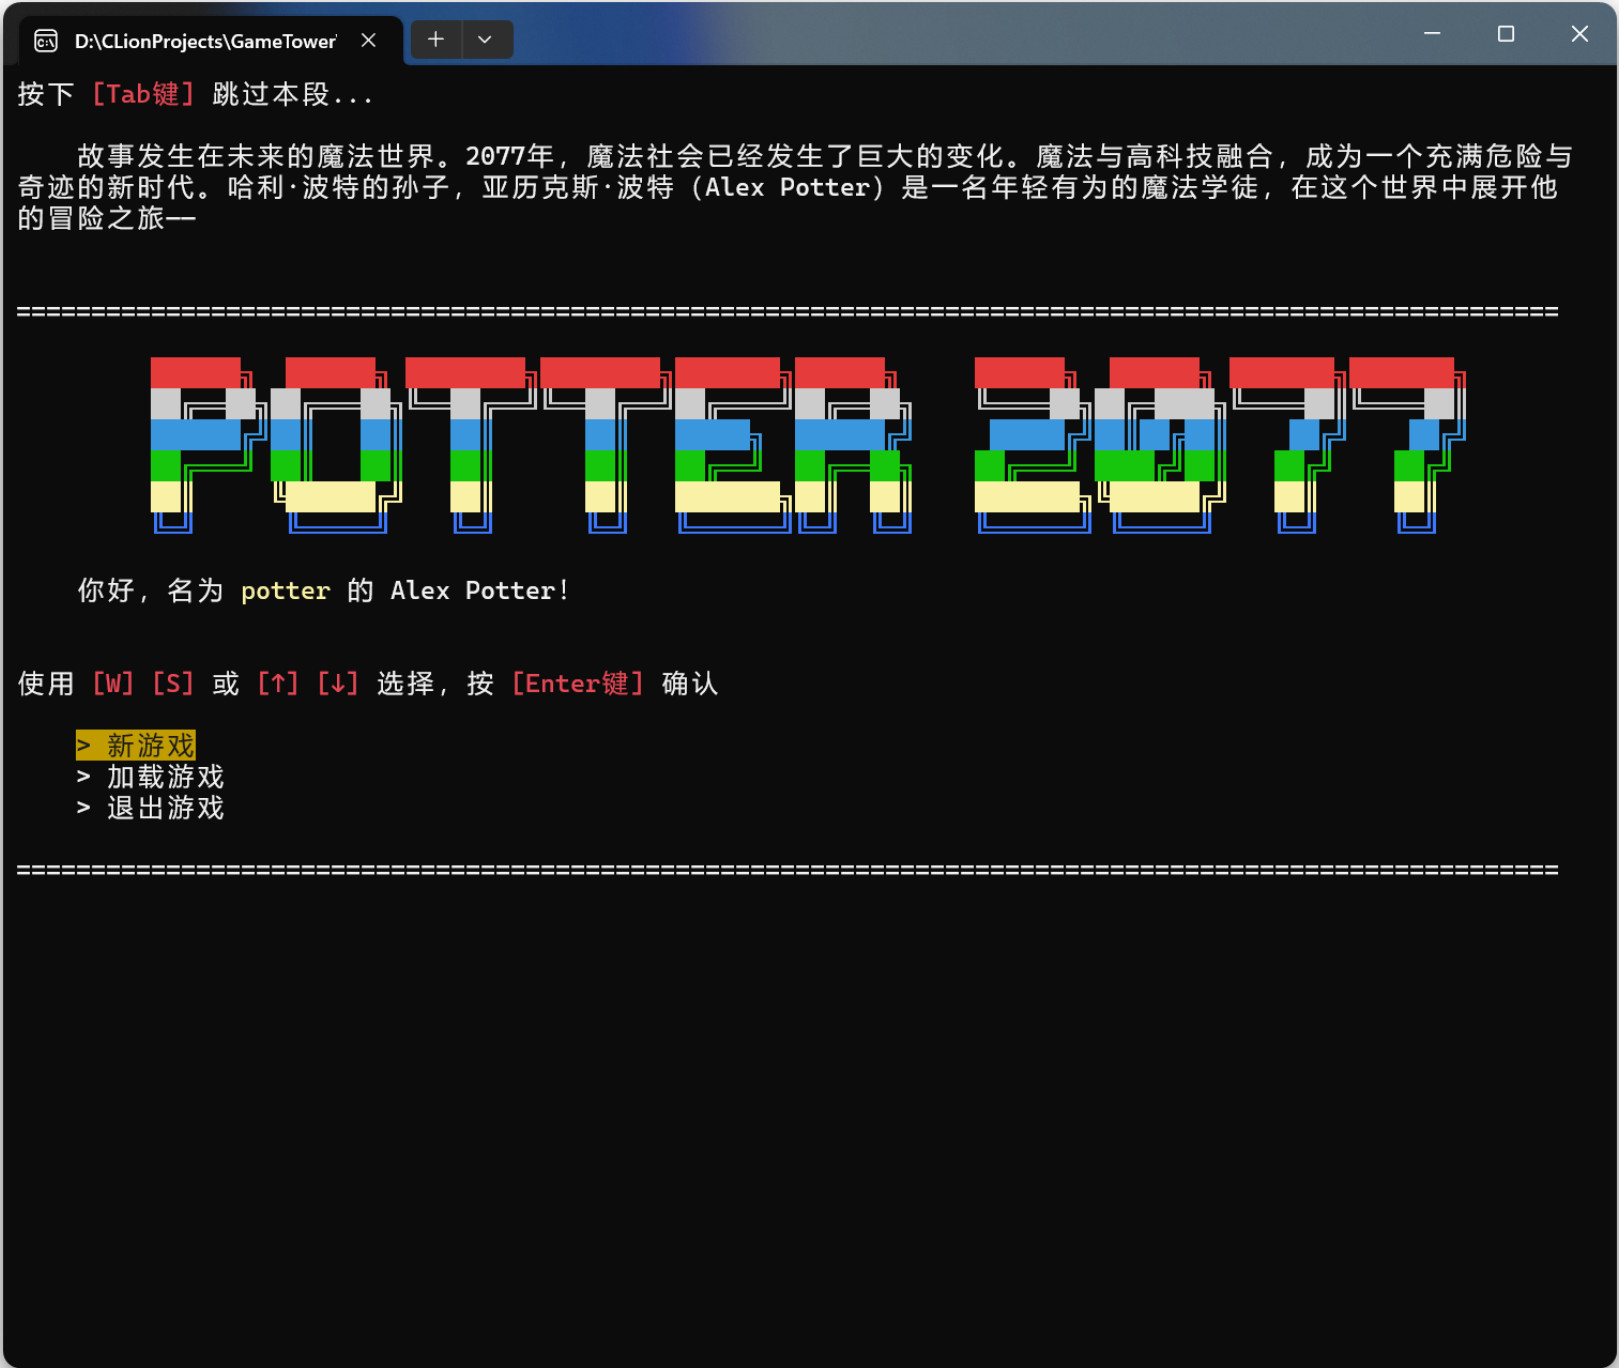 D:\CLionProjects\GameTower
按下 [Tab键] 跳过本段...
故事发生在未来的魔法世界。2077年，魔法社会已经发生了巨大的变化。魔法与高科技融合，成为一个充满危险与
奇迹的新时代。哈利·波特的孙子，亚历克斯·波特（Alex Potter）是一名年轻有为的魔法学徒，在这个世界中展开他
的冒险之旅——
POTTER 2077
你好，名为 potter 的 Alex Potter！
使用 [W] [S] 或 [↑] [↓] 选择，按 [Enter键] 确认
> 新游戏
> 加载游戏
> 退出游戏